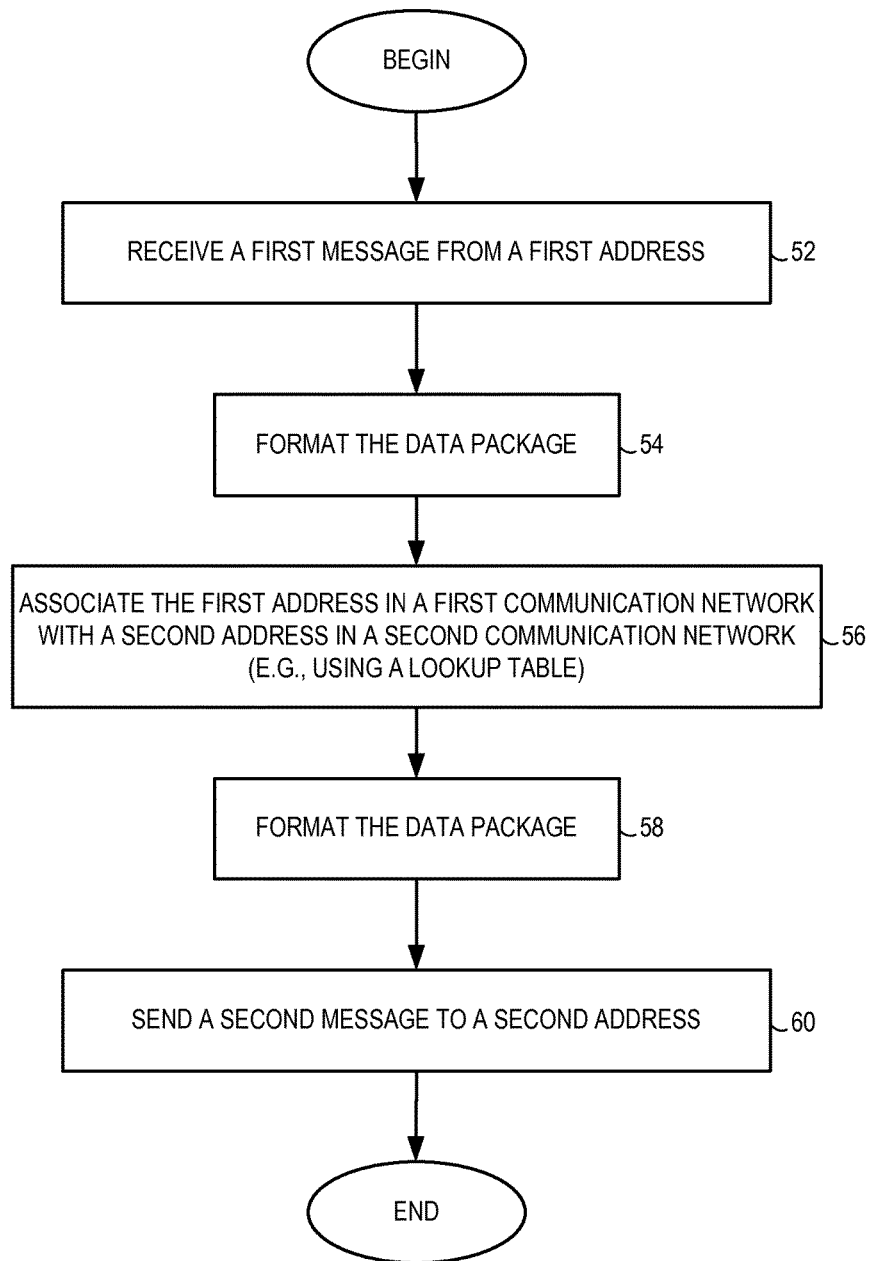 BEGIN
RECEIVE A FIRST MESSAGE FROM A FIRST ADDRESS
52
FORMAT THE DATA PACKAGE
54
ASSOCIATE THE FIRST ADDRESS IN A FIRST COMMUNICATION NETWORK
WITH A SECOND ADDRESS IN A SECOND COMMUNICATION NETWORK
(E.G., USING A LOOKUP TABLE)
56
FORMAT THE DATA PACKAGE
58
SEND A SECOND MESSAGE TO A SECOND ADDRESS
60
END